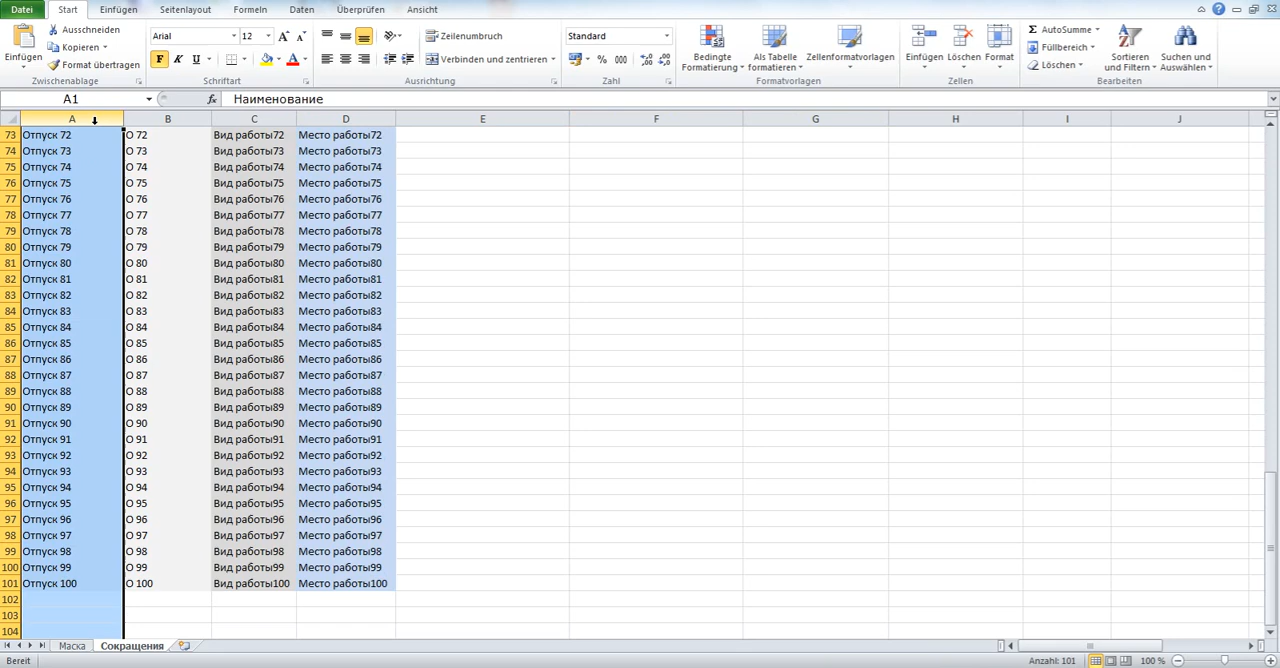 Datei Start Einfügen Seitenlayout Formeln Daten Überprüfen Ansicht
Einfügen
Ausschneiden
Kopieren
Format übertragen
Zwischenablage
Arial 12
F K U
Schriftart
Zeilenumbruch
Verbinden und zentrieren
Ausrichtung
Standard
% 000
Zahl
Bedingte Formatierung
Als Tabelle formatieren
Zellenformatvorlagen
Formatvorlagen
Einfügen Löschen Format
Zellen
AutoSumme
Füllbereich
Löschen
Sortieren und Filtern
Suchen und Auswählen
Bearbeiten
A1 fx Наименование
A B C D E F G H I J
73 Отпуск 72 О 72 Вид работы72 Место работы72
74 Отпуск 73 О 73 Вид работы73 Место работы73
75 Отпуск 74 О 74 Вид работы74 Место работы74
76 Отпуск 75 О 75 Вид работы75 Место работы75
77 Отпуск 76 О 76 Вид работы76 Место работы76
78 Отпуск 77 О 77 Вид работы77 Место работы77
79 Отпуск 78 О 78 Вид работы78 Место работы78
80 Отпуск 79 О 79 Вид работы79 Место работы79
81 Отпуск 80 О 80 Вид работы80 Место работы80
82 Отпуск 81 О 81 Вид работы81 Место работы81
83 Отпуск 82 О 82 Вид работы82 Место работы82
84 Отпуск 83 О 83 Вид работы83 Место работы83
85 Отпуск 84 О 84 Вид работы84 Место работы84
86 Отпуск 85 О 85 Вид работы85 Место работы85
87 Отпуск 86 О 86 Вид работы86 Место работы86
88 Отпуск 87 О 87 Вид работы87 Место работы87
89 Отпуск 88 О 88 Вид работы88 Место работы88
90 Отпуск 89 О 89 Вид работы89 Место работы89
91 Отпуск 90 О 90 Вид работы90 Место работы90
92 Отпуск 91 О 91 Вид работы91 Место работы91
93 Отпуск 92 О 92 Вид работы92 Место работы92
94 Отпуск 93 О 93 Вид работы93 Место работы93
95 Отпуск 94 О 94 Вид работы94 Место работы94
96 Отпуск 95 О 95 Вид работы95 Место работы95
97 Отпуск 96 О 96 Вид работы96 Место работы96
98 Отпуск 97 О 97 Вид работы97 Место работы97
99 Отпуск 98 О 98 Вид работы98 Место работы98
100 Отпуск 99 О 99 Вид работы99 Место работы99
101 Отпуск 100 О 100 Вид работы100 Место работы100
102
103
104
Маска Сокращения
Bereit Anzahl: 101 100 %